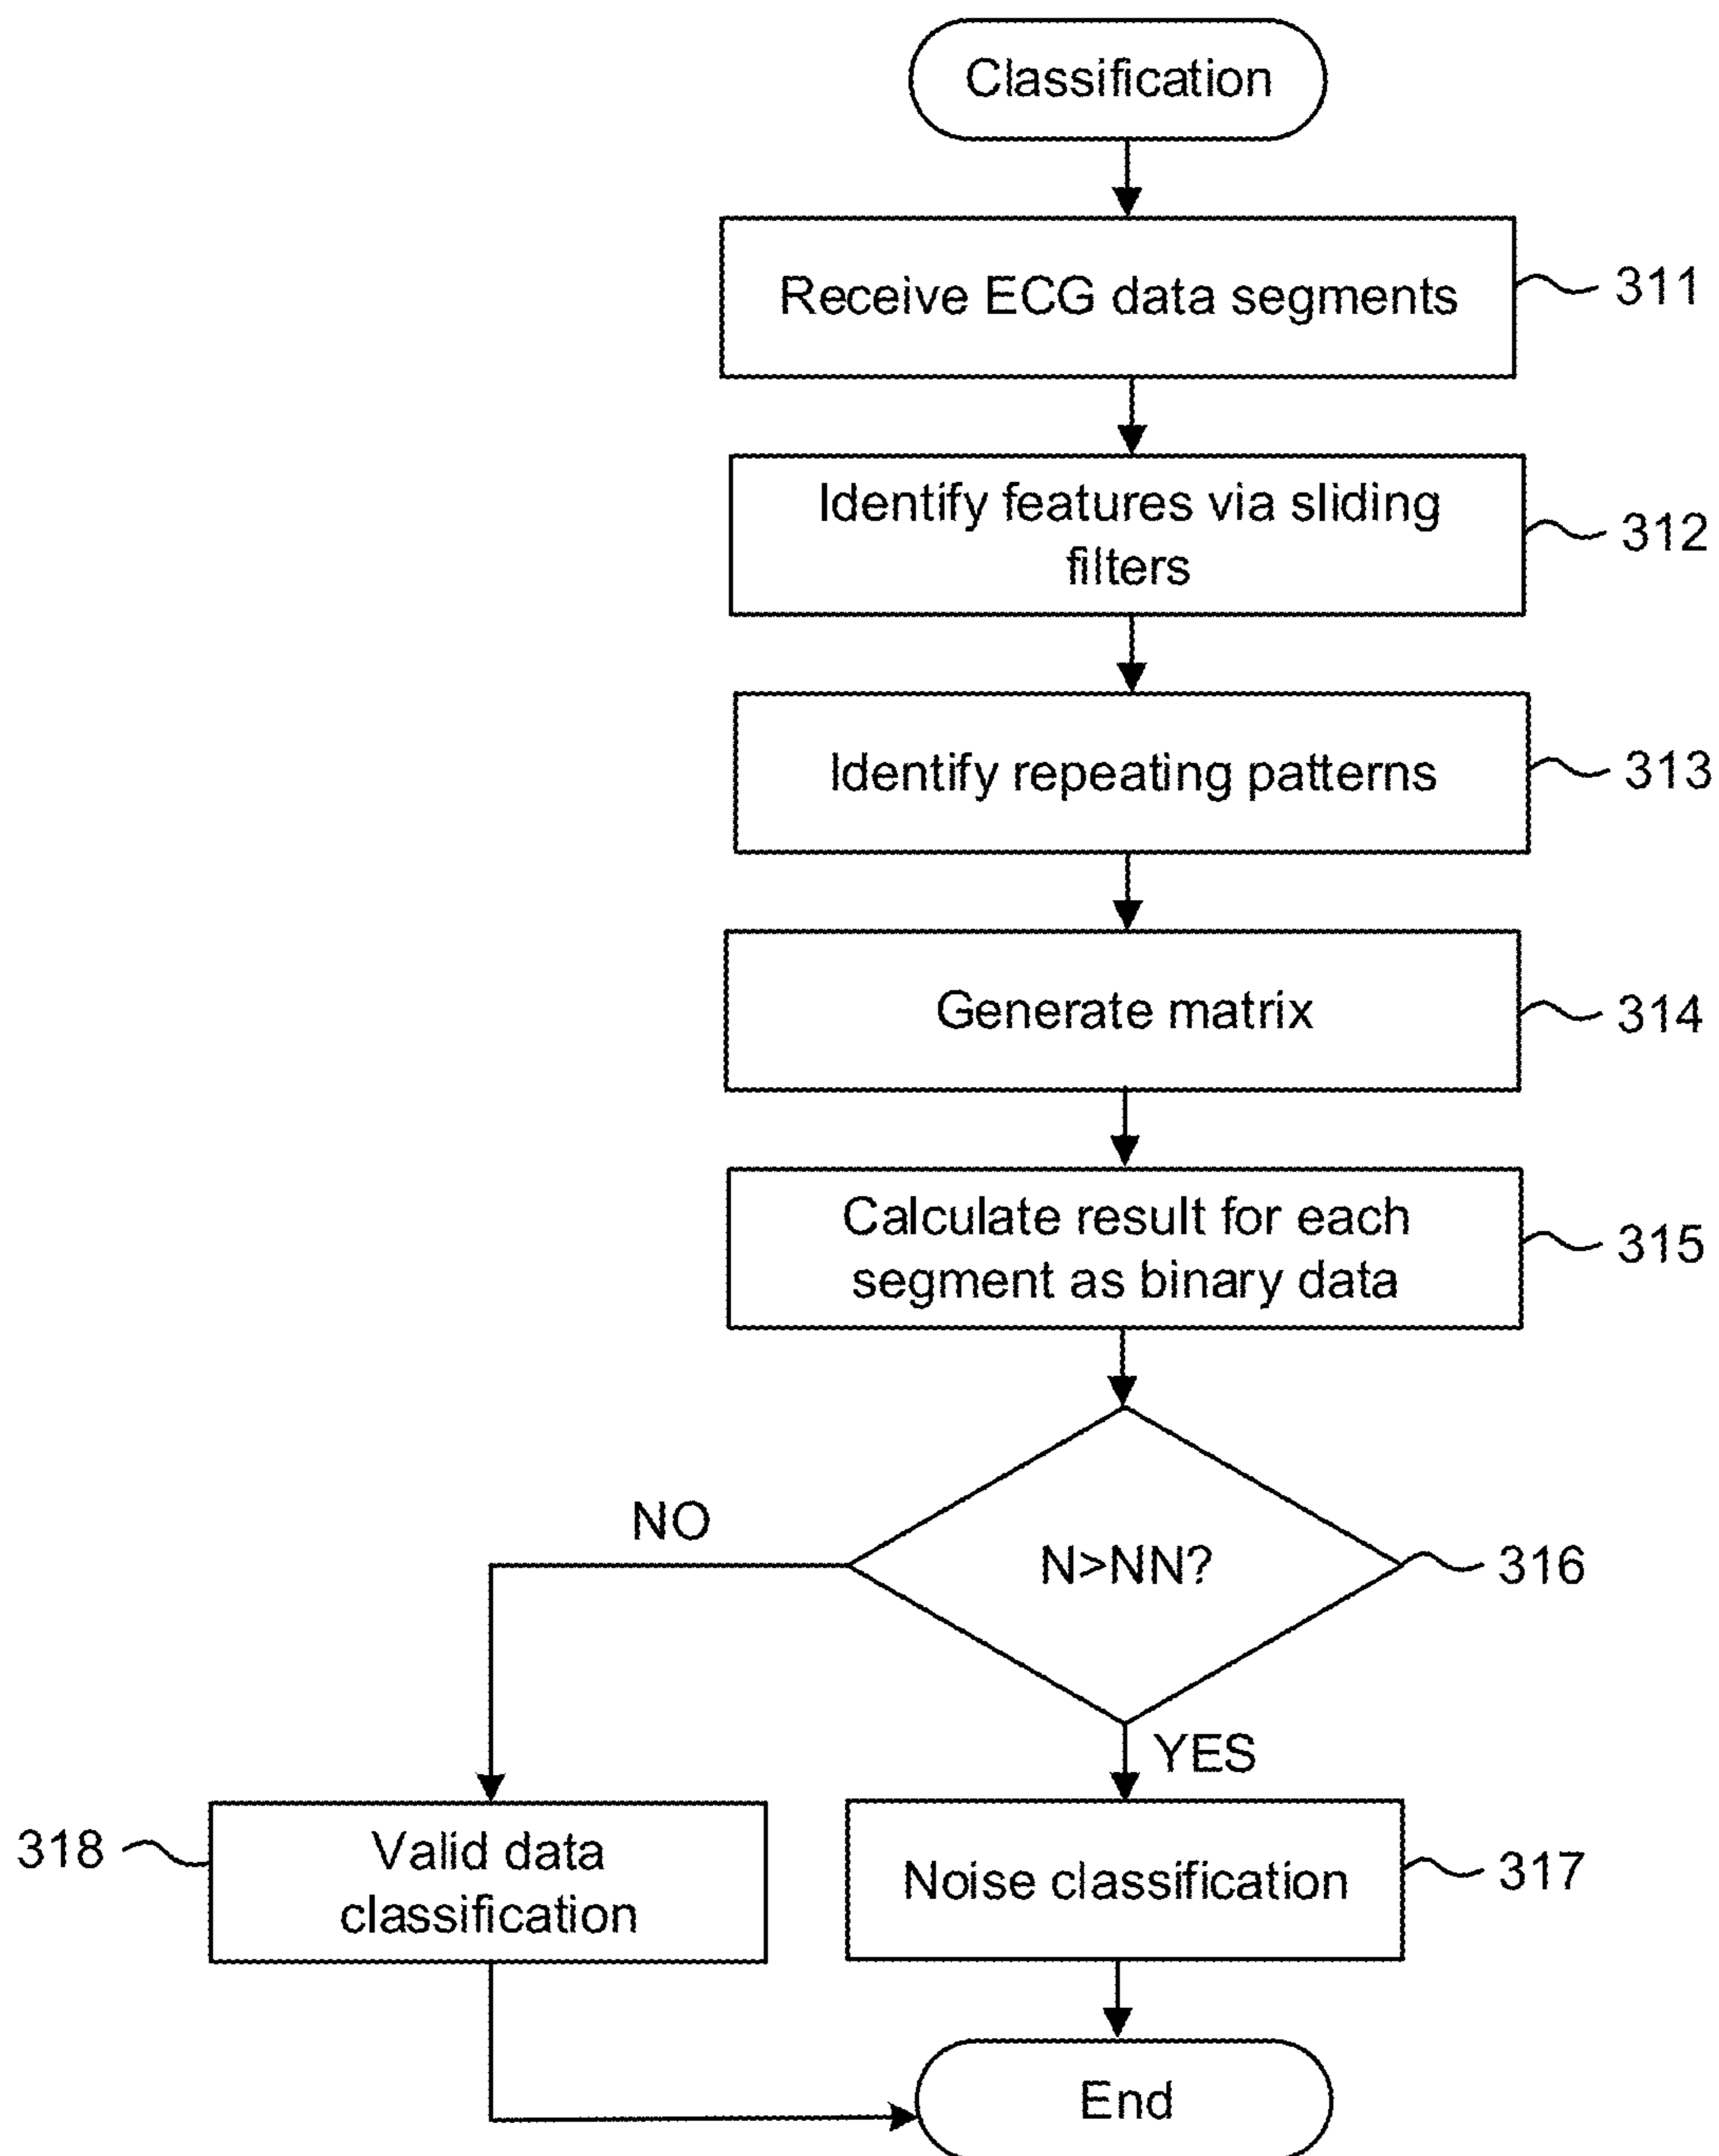 Classification
Receive ECG data segments
311
Identify features via sliding
filters
312
Identify repeating patterns
313
Generate matrix
314
Calculate result for each
segment as binary data
315
NO
N>NN?
316
YES
318
Valid data
classification
Noise classification
317
End